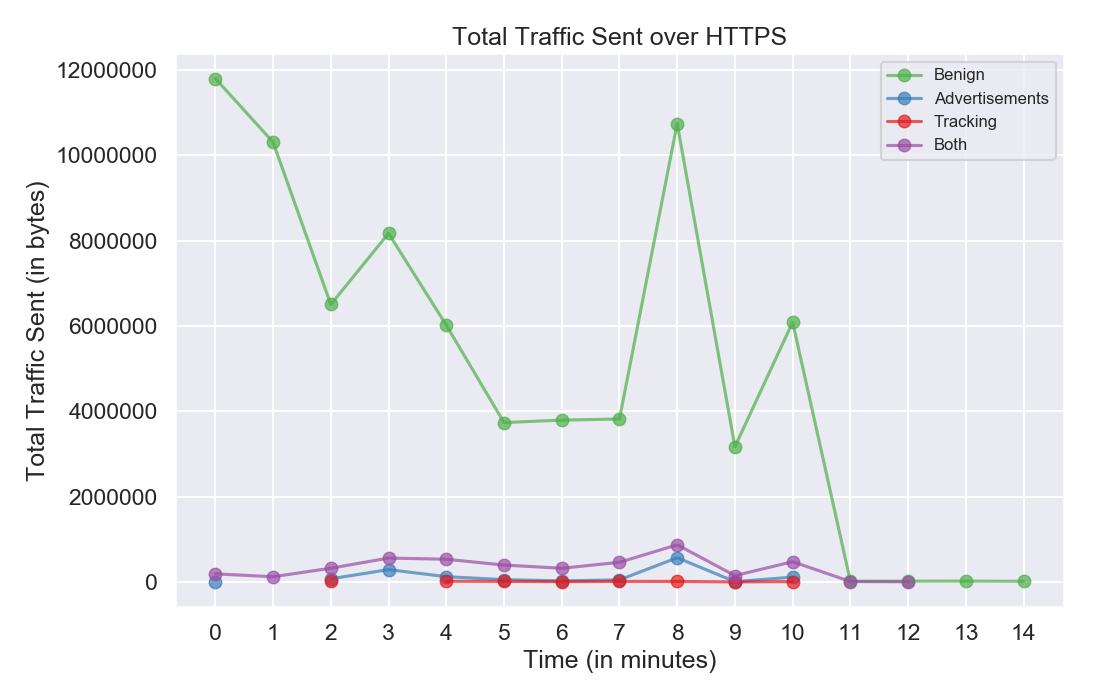 Total Traffic Sent over HTTPS
Total Traffic Sent (in bytes)
12000000
10000000
8000000
6000000
4000000
2000000
0
Benign
Advertisements
Tracking
Both
0 1 2 3 4 5 6 7 8 9 10 11 12 13 14
Time (in minutes)